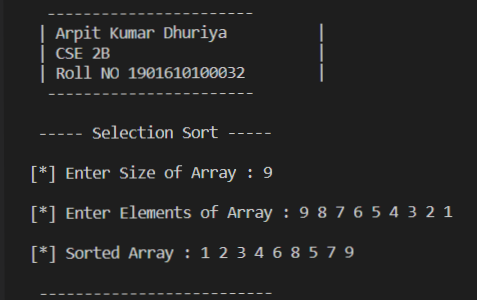 -----------------------
| Arpit Kumar Dhuriya          |
| CSE 2B                       |
| Roll NO 1901610100032        |
-----------------------
----- Selection Sort -----
[*] Enter Size of Array : 9
[*] Enter Elements of Array : 9 8 7 6 5 4 3 2 1
[*] Sorted Array : 1 2 3 4 6 8 5 7 9
--------------------------